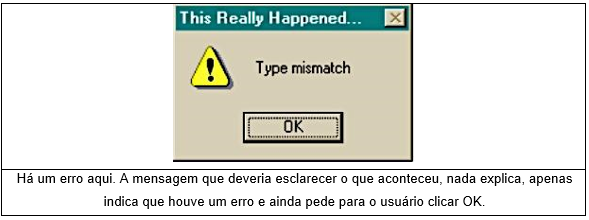 This Really Happened...
Type mismatch
OK
Há um erro aqui. A mensagem que deveria esclarecer o que aconteceu, nada explica, apenas
indica que houve um erro e ainda pede para o usuário clicar OK.